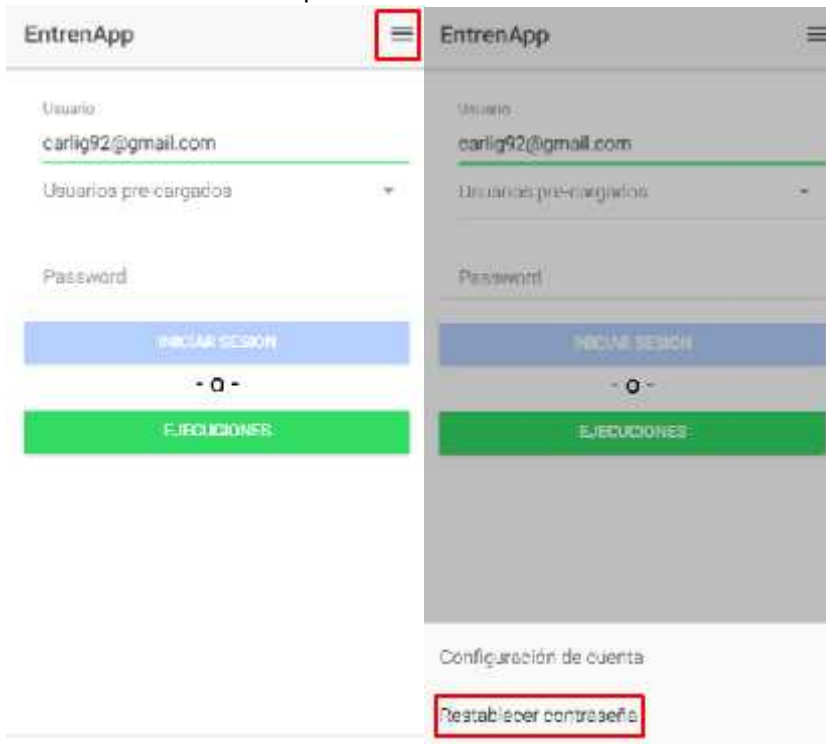 EntrenApp
Usuario
carlig92@gmail.com
Usuarios pre-cargados
Password
INICIAR SESION
- o -
EJECUCIONES
EntrenApp
Usuario
carlig92@gmail.com
Usuarios pre-cargados
Password
INICIAR SESION
- o -
EJECUCIONES
Configuración de cuenta
Restablecer contraseña